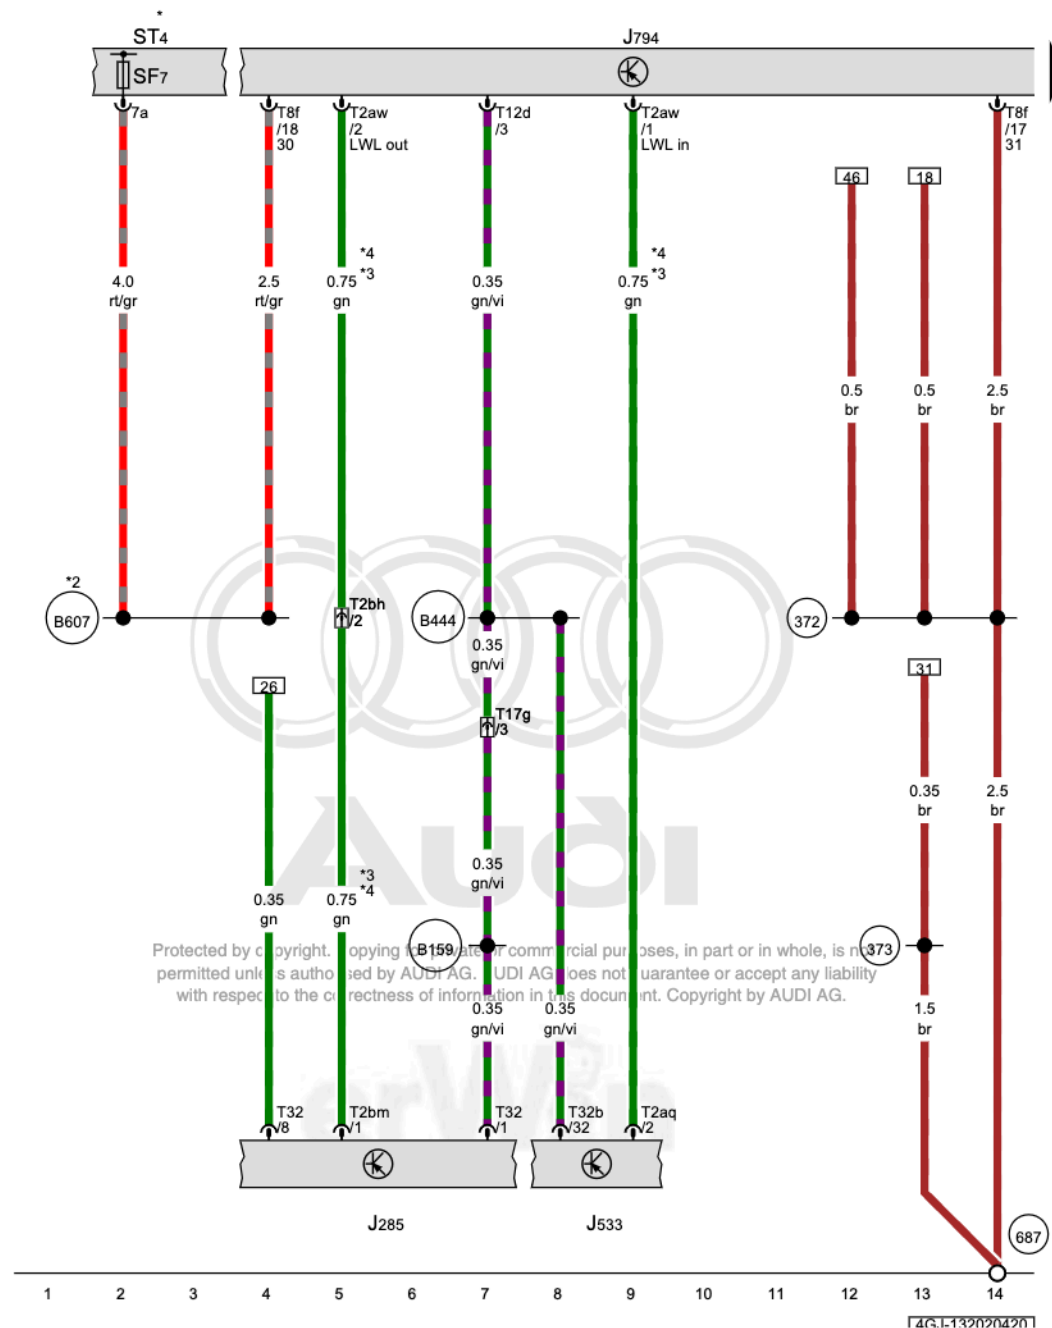 *
ST4
J794
SF7
7a
T8f
/18
30
T2aw
/2
LWL out
T12d
/3
T2aw
/1
LWL in
T8f
/17
31
46
18
*4
*3
*4
*3
4.0
rt/gr
2.5
rt/gr
0.75
gn
0.35
gn/vi
0.75
gn
0.5
br
0.5
br
2.5
br
*2
B607
T2bh
/2
B444
372
0.35
gn/vi
26
31
T17g
/3
0.35
br
2.5
br
Audi
0.35
gn/vi
*3
*4
0.35
gn
0.75
gn
B159
373
Protected by copyright. Copying for private or commercial purposes, in part or in whole, is not
permitted unless authorised by AUDI AG. AUDI AG does not guarantee or accept any liability
with respect to the correctness of information in this document. Copyright by AUDI AG.
0.35
gn/vi
0.35
gn/vi
1.5
br
erWin
T32
/8
T2bm
/1
T32
/1
T32b
/32
T2aq
/2
J285
J533
687
1 2 3 4 5 6 7 8 9 10 11 12 13 14
4GJ-132020420